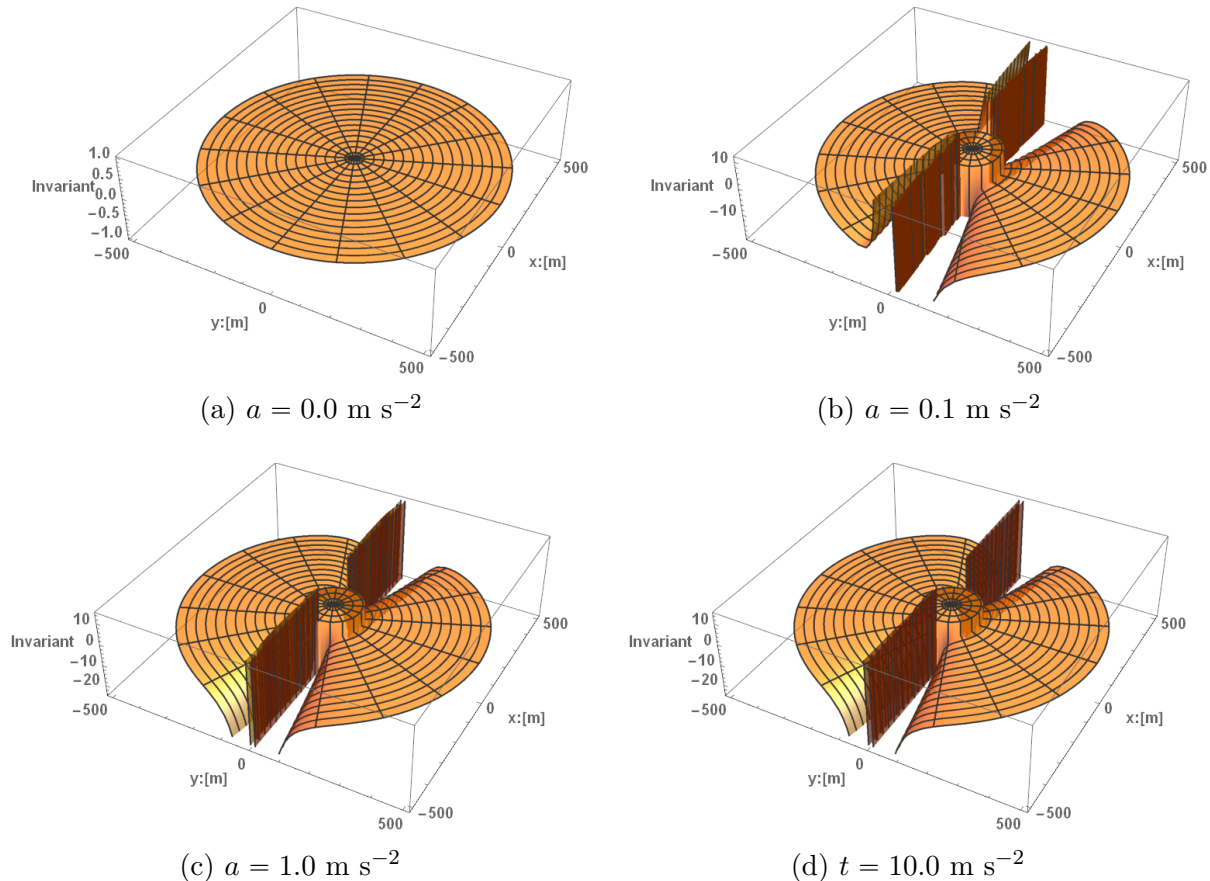 1.0
0.5
0.0
-0.5
-1.0
Invariant
-500
0
y:[m]
500
500
0
x:[m]
-500
(a) a = 0.0 m s⁻²
10
0
-10
Invariant
-500
0
y:[m]
500
500
0
x:[m]
-500
(b) a = 0.1 m s⁻²
10
0
-10
-20
Invariant
-500
0
y:[m]
500
500
0
x:[m]
-500
(c) a = 1.0 m s⁻²
10
0
-10
-20
Invariant
-500
0
y:[m]
500
500
0
x:[m]
-500
(d) t = 10.0 m s⁻²